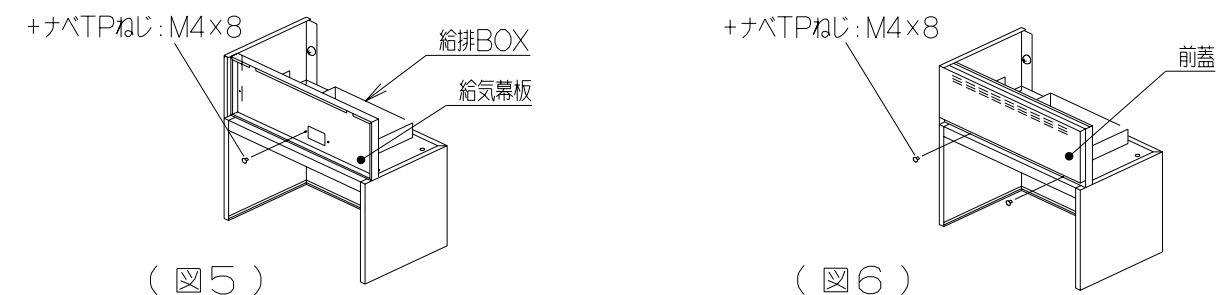 +ナベTPねじ:M4×8
給排BOX
給気幕板
(図5)
+ナベTPねじ:M4×8
前蓋
(図6)